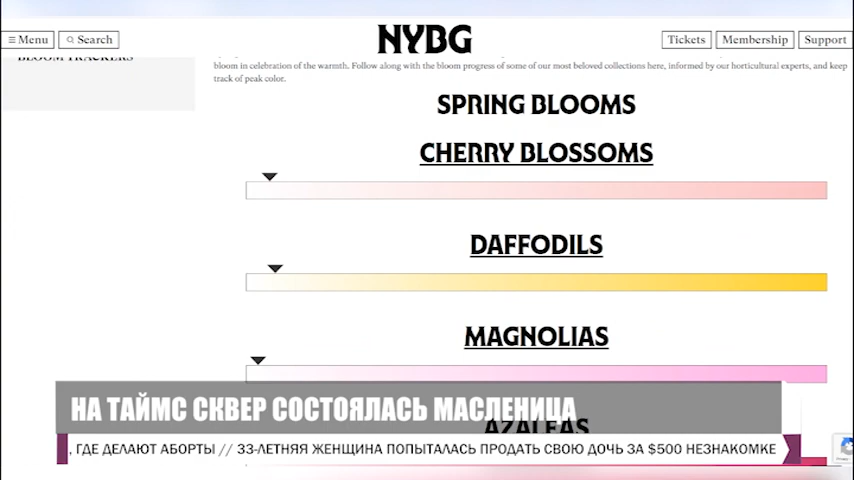 Menu
Search
NYBG
Tickets
Membership
Support
BLOOM TRACKERS
bloom in celebration of the warmth. Follow along with the bloom progress of some of our most beloved collections here, informed by our horticultural experts, and keep
track of peak color.
SPRING BLOOMS
CHERRY BLOSSOMS
DAFFODILS
MAGNOLIAS
AZALEAS
НА ТАЙМС СКВЕР СОСТОЯЛАСЬ МАСЛЕНИЦА
, ГДЕ ДЕЛАЮТ АБОРТЫ // 33-ЛЕТНЯЯ ЖЕНЩИНА ПОПЫТАЛАСЬ ПРОДАТЬ СВОЮ ДОЧЬ ЗА $500 НЕЗНАКОМКЕ